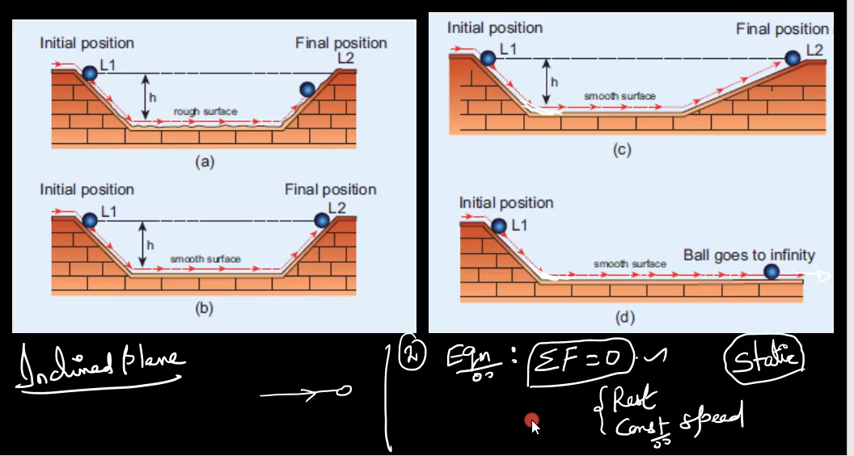 Initial position
Final position
L1
L2
h
rough surface
(a)
Initial position
Final position
L1
L2
h
smooth surface
(b)
Final position
Initial position
L1
L2
h
smooth surface
(c)
Initial position
L1
smooth surface
Ball goes to infinity
(d)
Inclined plane
② Eqn : ΣF = 0
Static
Rest
Const speed